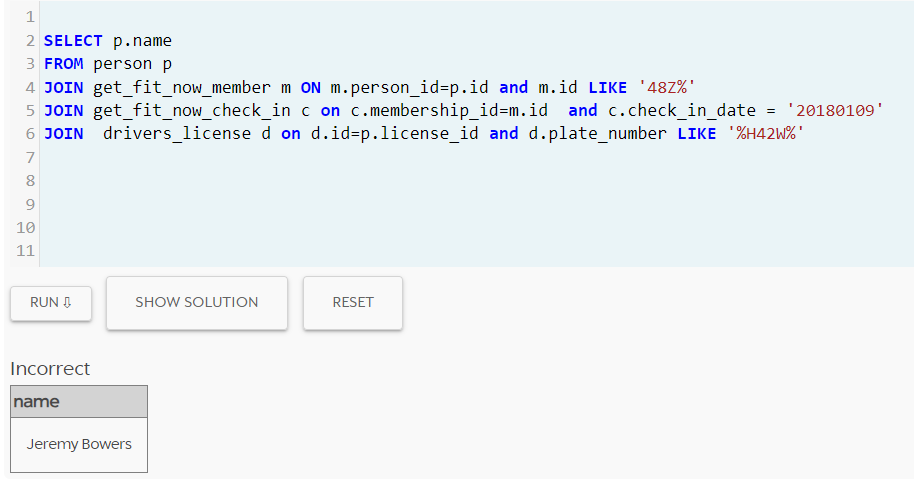 1
2 SELECT p.name
3 FROM person p
4 JOIN get_fit_now_member m ON m.person_id=p.id and m.id LIKE '48Z%'
5 JOIN get_fit_now_check_in c on c.membership_id=m.id  and c.check_in_date = '20180109'
6 JOIN  drivers_license d on d.id=p.license_id and d.plate_number LIKE '%H42W%'
7
8
9
10
11
RUN ⇩ SHOW SOLUTION RESET
Incorrect
name
Jeremy Bowers